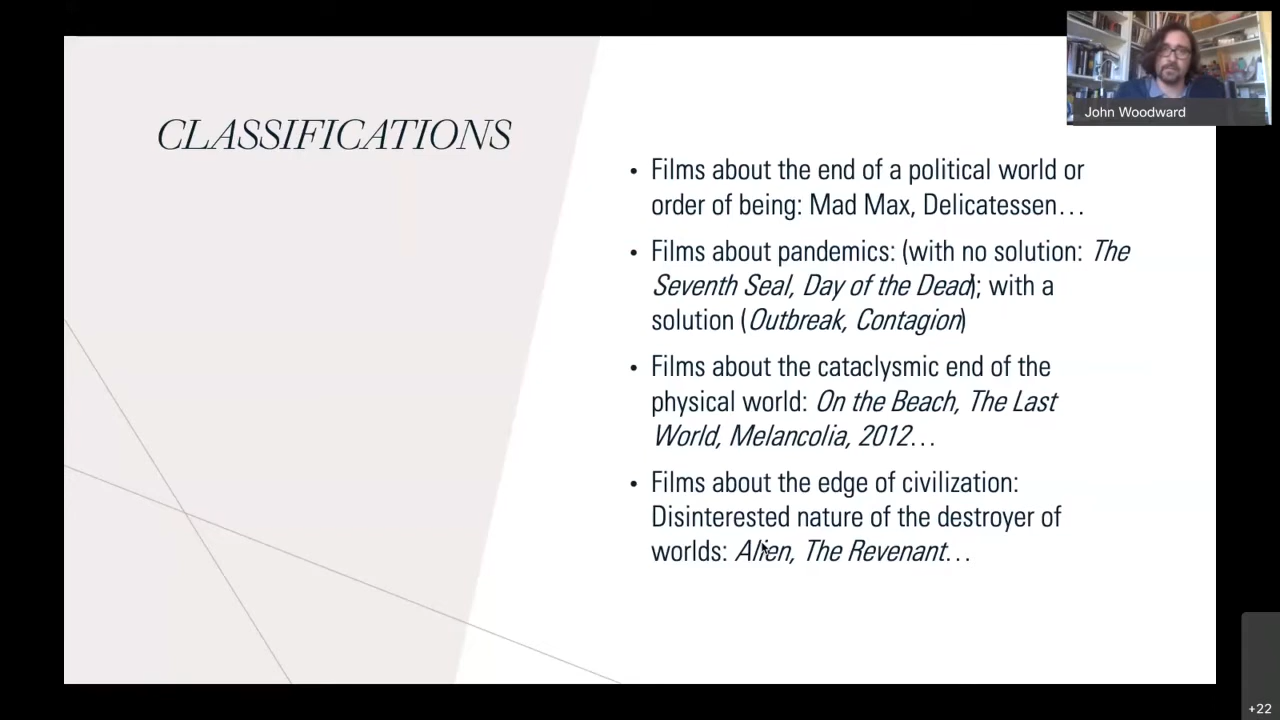 CLASSIFICATIONS
• Films about the end of a political world or
order of being: Mad Max, Delicatessen…
• Films about pandemics: (with no solution: The
Seventh Seal, Day of the Dead); with a
solution (Outbreak, Contagion)
• Films about the cataclysmic end of the
physical world: On the Beach, The Last
World, Melancolia, 2012…
• Films about the edge of civilization:
Disinterested nature of the destroyer of
worlds: Alien, The Revenant…
John Woodward
+22